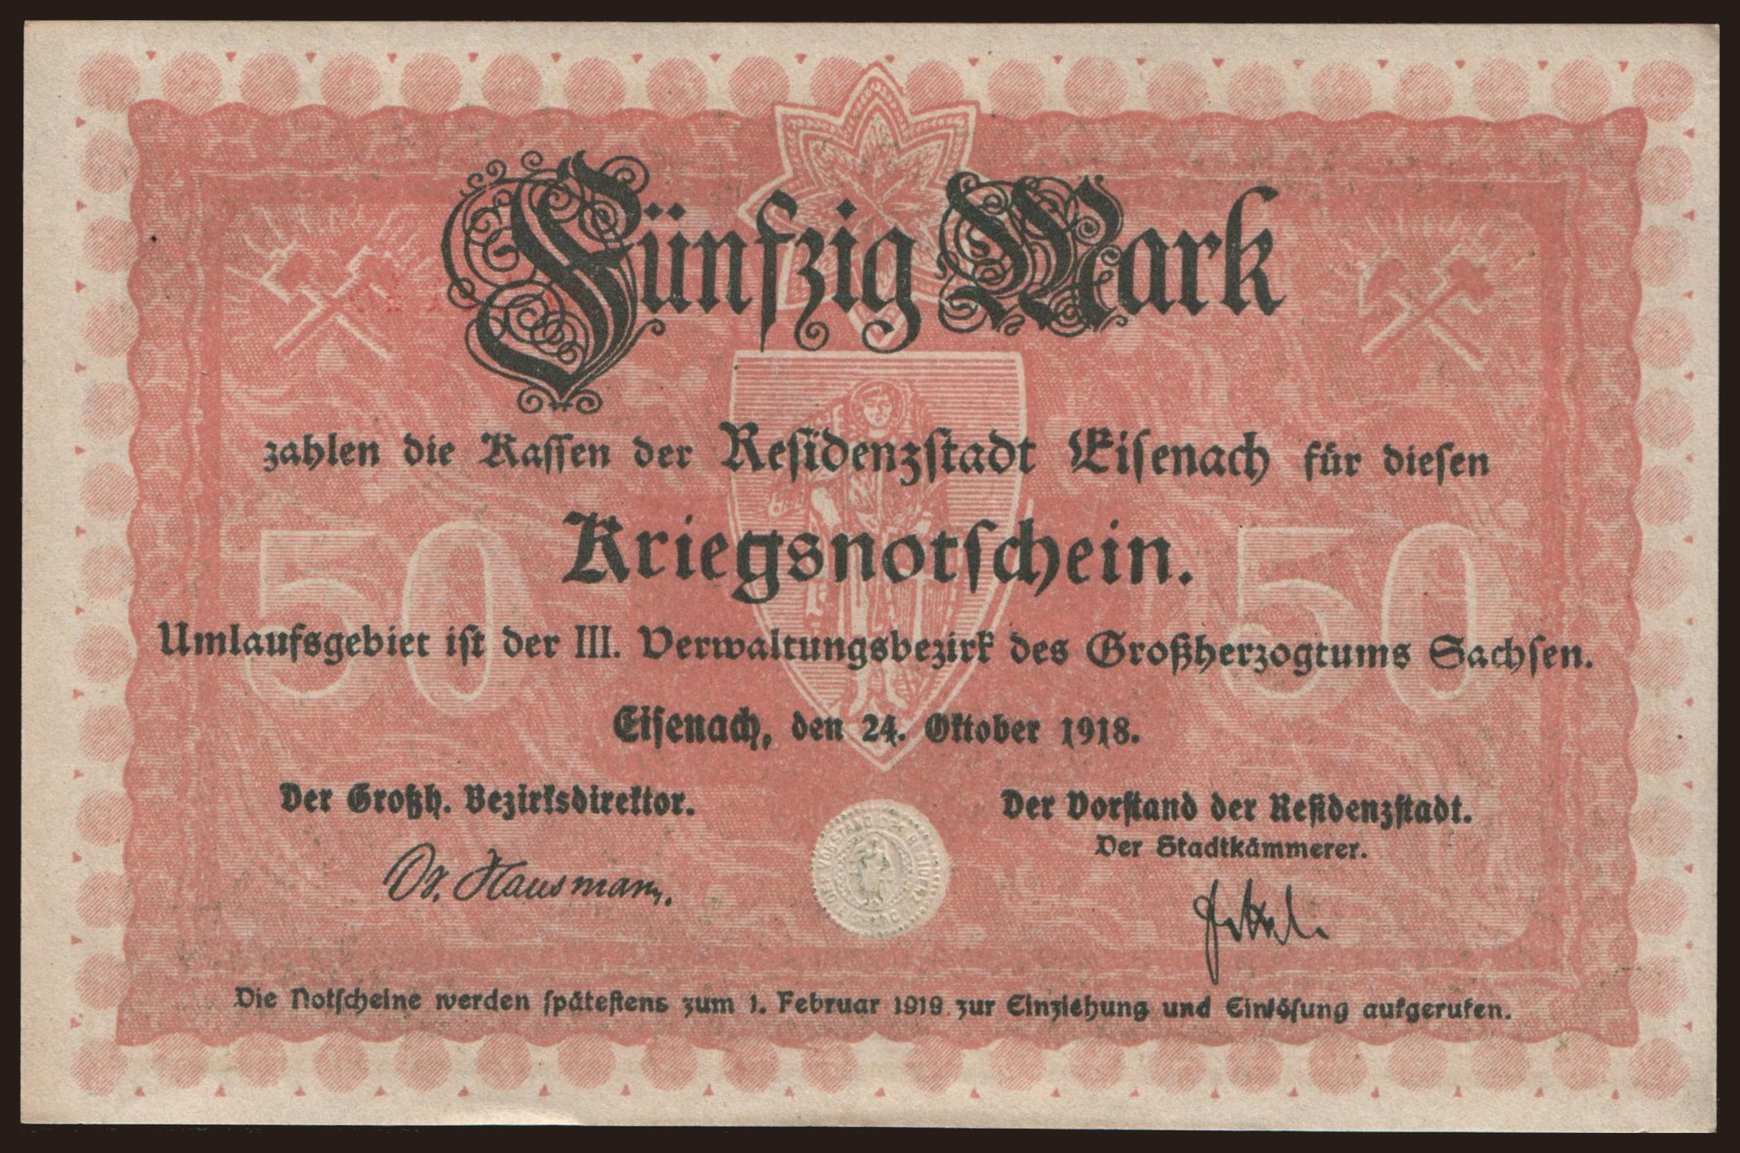 Fünfzig Mark
zahlen die Kassen der Residenzstadt Eisenach für diesen
Kriegsnotschein.
50 50
Umlaufsgebiet ist der III. Verwaltungsbezirk des Großherzogtums Sachsen.
Eisenach, den 24. Oktober 1918.
Der Großh. Bezirksdirektor.
Dr. Hausmann.
Der Vorstand der Residenzstadt.
Der Stadtkämmerer.
Die Notscheine werden spätestens zum 1. Februar 1919 zur Einziehung und Einlösung aufgerufen.